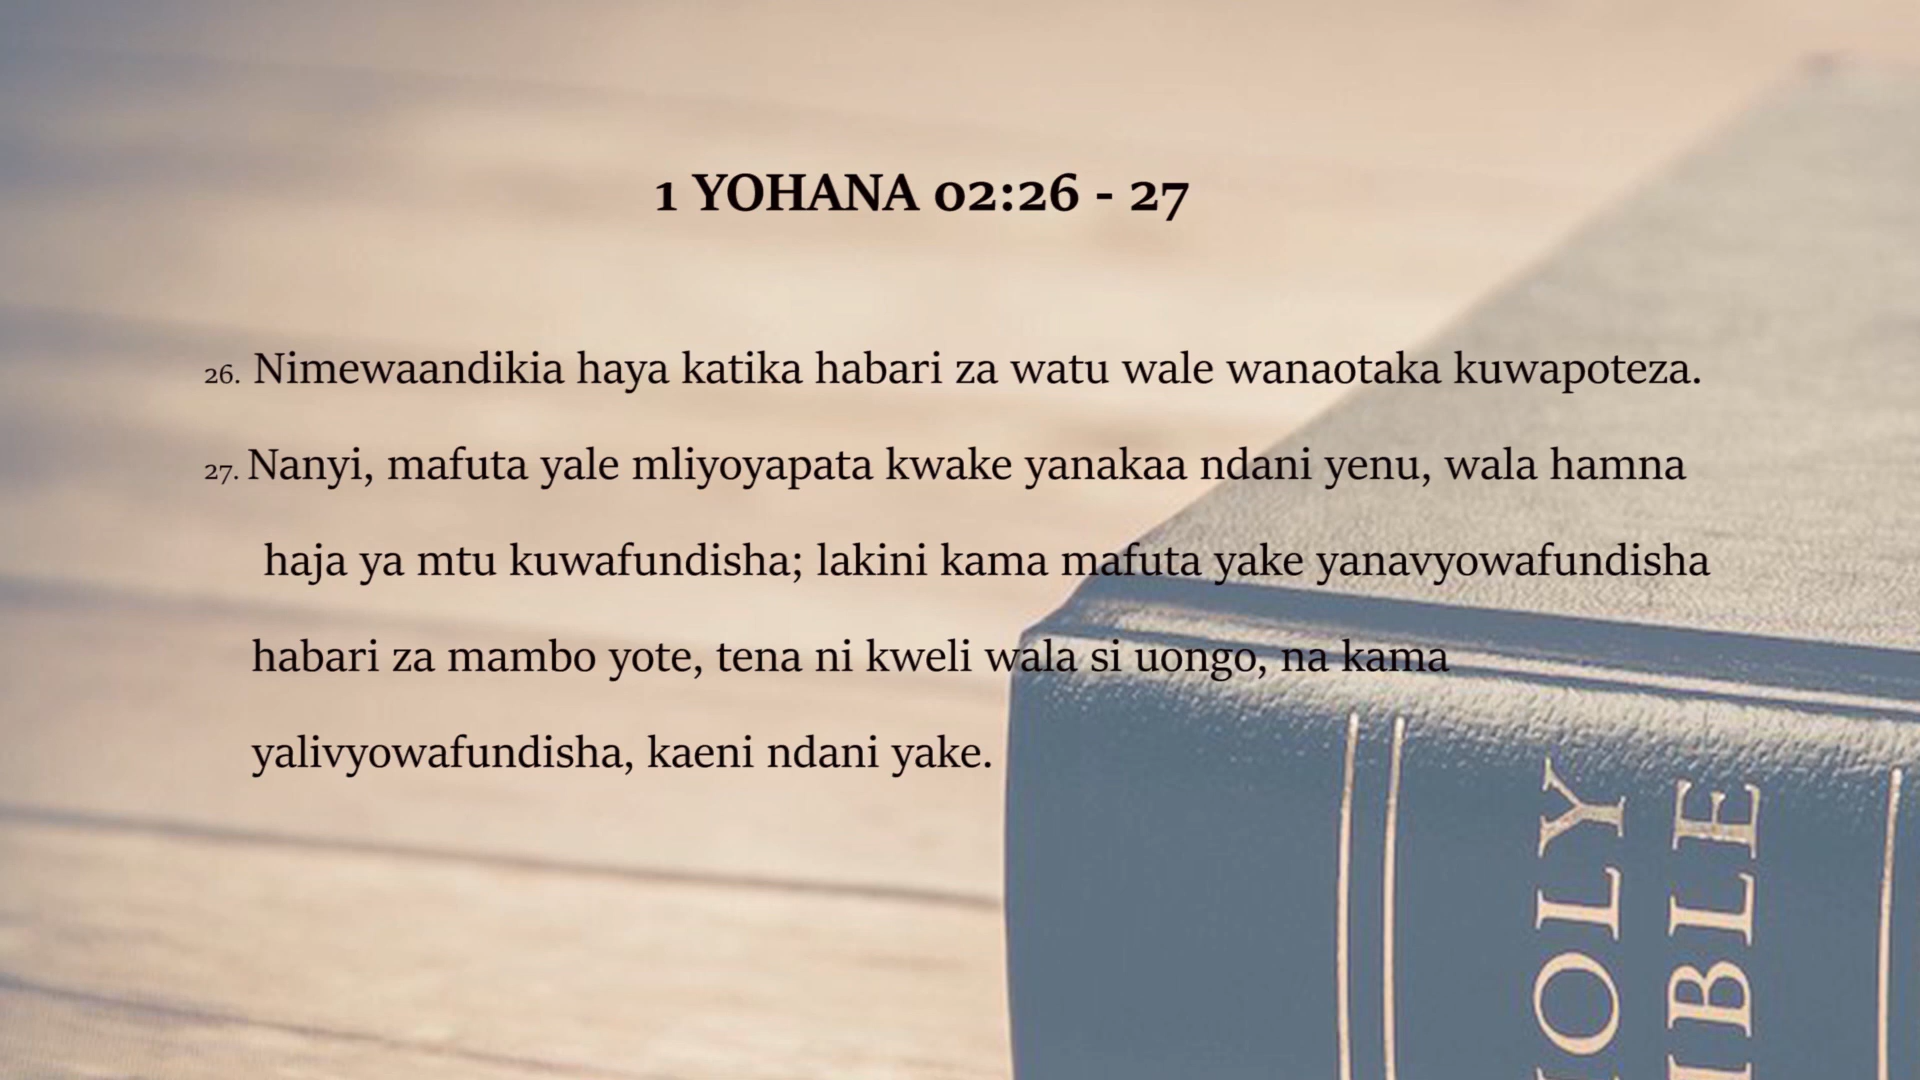 1 YOHANA 02:26 - 27
26. Nimewaandikia haya katika habari za watu wale wanaotaka kuwapoteza.
27. Nanyi, mafuta yale mliyoyapata kwake yanakaa ndani yenu, wala hamna
haja ya mtu kuwafundisha; lakini kama mafuta yake yanavyowafundisha
habari za mambo yote, tena ni kweli wala si uongo, na kama
yalivyowafundisha, kaeni ndani yake.
HOLY
BIBLE